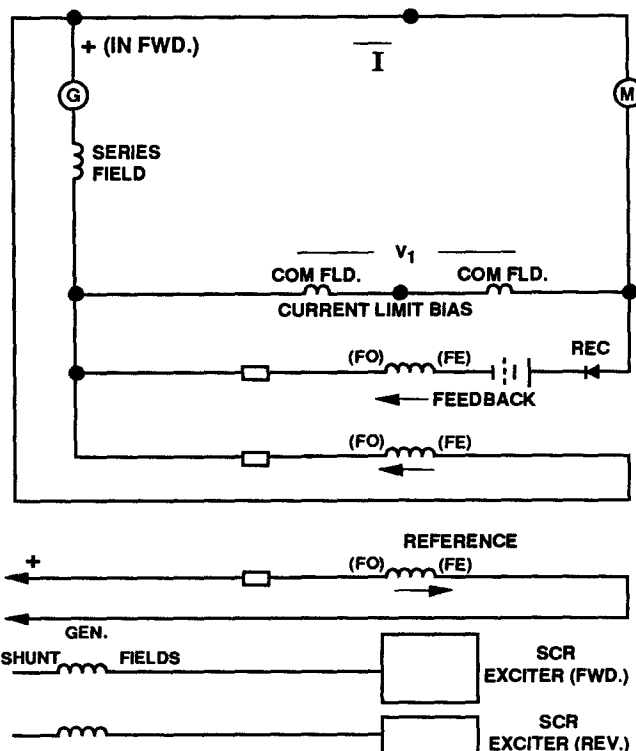 + (IN FWD.)
I
G
M
SERIES
FIELD
V1
COM FLD.
COM FLD.
CURRENT LIMIT BIAS
REC
(FO)
(FE)
FEEDBACK
(FO)
(FE)
REFERENCE
+
(FO)
(FE)
GEN.
SHUNT
FIELDS
SCR
EXCITER (FWD.)
SCR
EXCITER (REV.)